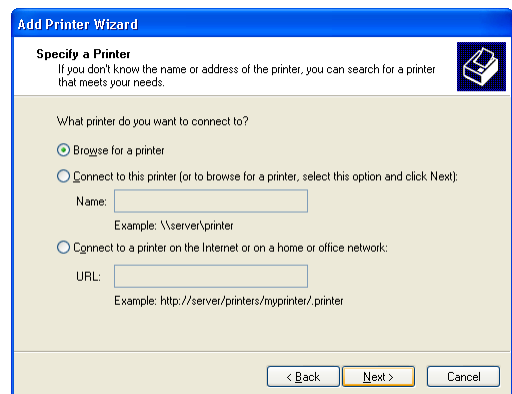 Add Printer Wizard
Specify a Printer
If you don't know the name or address of the printer, you can search for a printer
that meets your needs.
What printer do you want to connect to?
Browse for a printer
Connect to this printer (or to browse for a printer, select this option and click Next):
Name:
Example: \\server\printer
Connect to a printer on the Internet or on a home or office network:
URL:
Example: http://server/printers/myprinter/.printer
< Back Next > Cancel